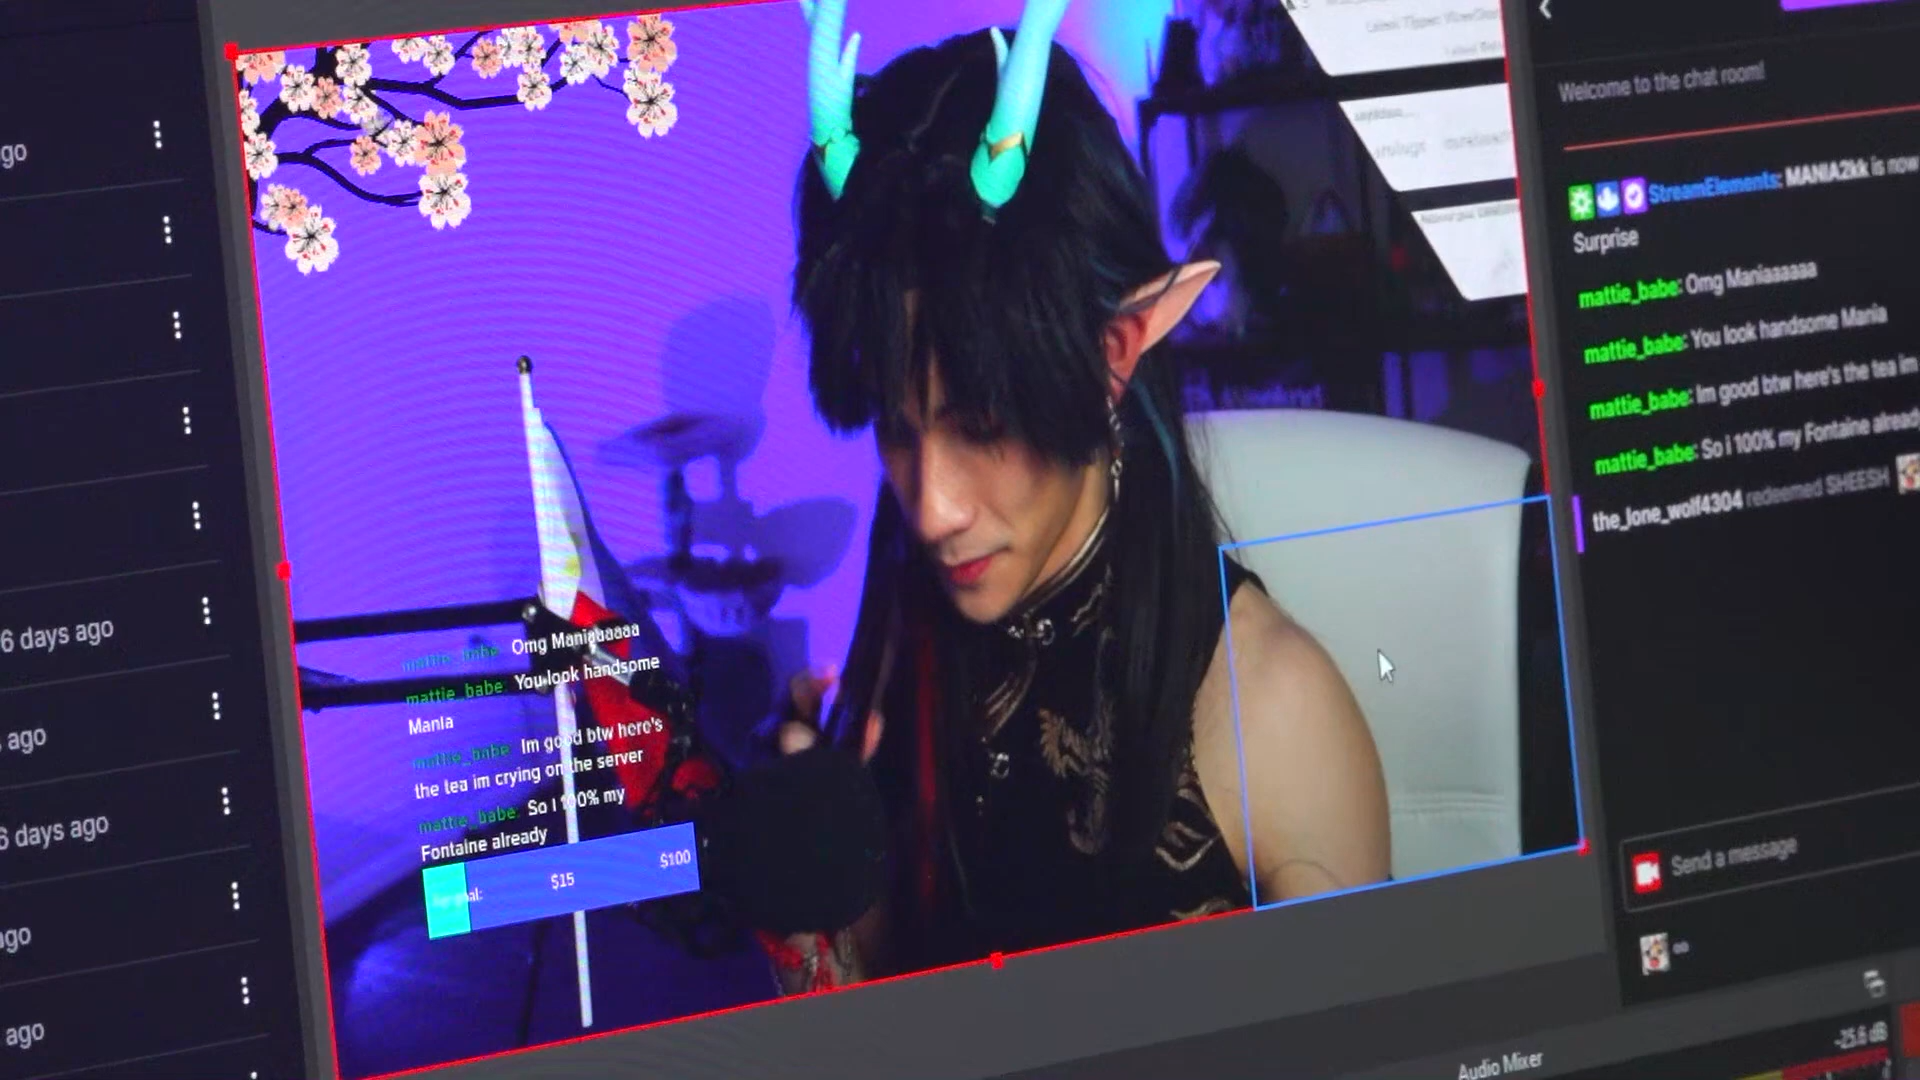 go
6 days ago
ago
6 days ago
ago
ago
Omg Maniaaaaaa
mattie_babe: You look handsome
Mania
mattie_babe: Im good btw here's
the tea im crying on the server
mattie_babe: So I 100% my
Fontaine already
$15
$100
Welcome to the chat room!
StreamElements: MANIA2kk is now
Surprise
mattie_babe: Omg Maniaaaaaa
mattie_babe: You look handsome Mania
mattie_babe: Im good btw here's the tea im
mattie_babe: So i 100% my Fontaine already
the_lone_wolf4304 redeemed SHEESH
Send a message
Audio Mixer
-25.6 dB